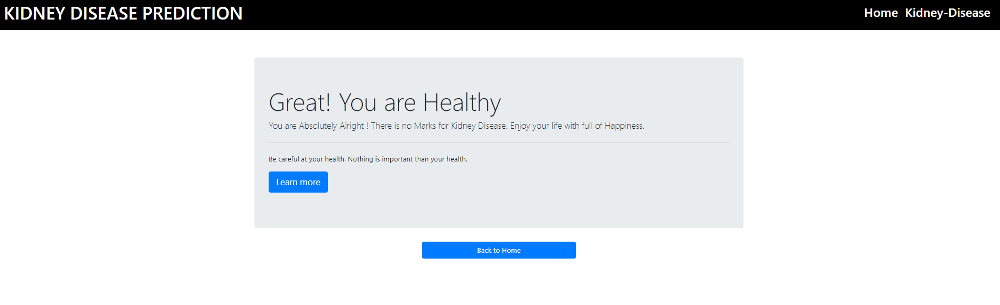 KIDNEY DISEASE PREDICTION
Home Kidney-Disease
Great! You are Healthy
You are Absolutely Alright ! There is no Marks for Kidney Disease. Enjoy your life with full of Happiness.
Be careful at your health. Nothing is important than your health.
Learn more
Back to Home